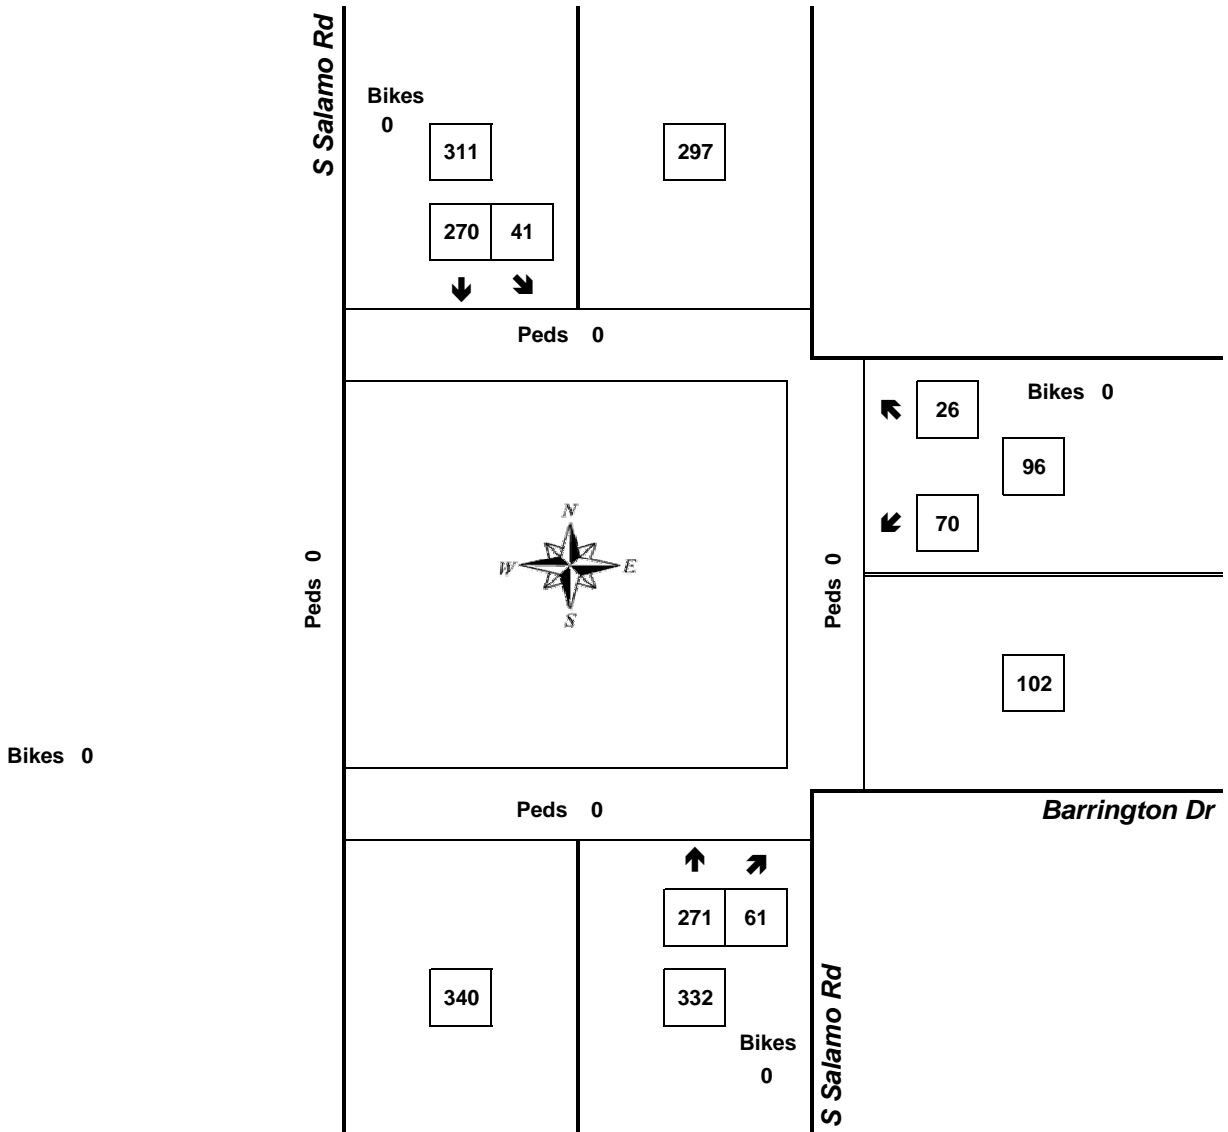 S Salamo Rd
Bikes
0
311
297
270 41
Peds 0
26
Bikes 0
96
70
N
W E
S
Peds 0
Peds 0
102
Bikes 0
Peds 0
Barrington Dr
271 61
340
332
S Salamo Rd
Bikes
0